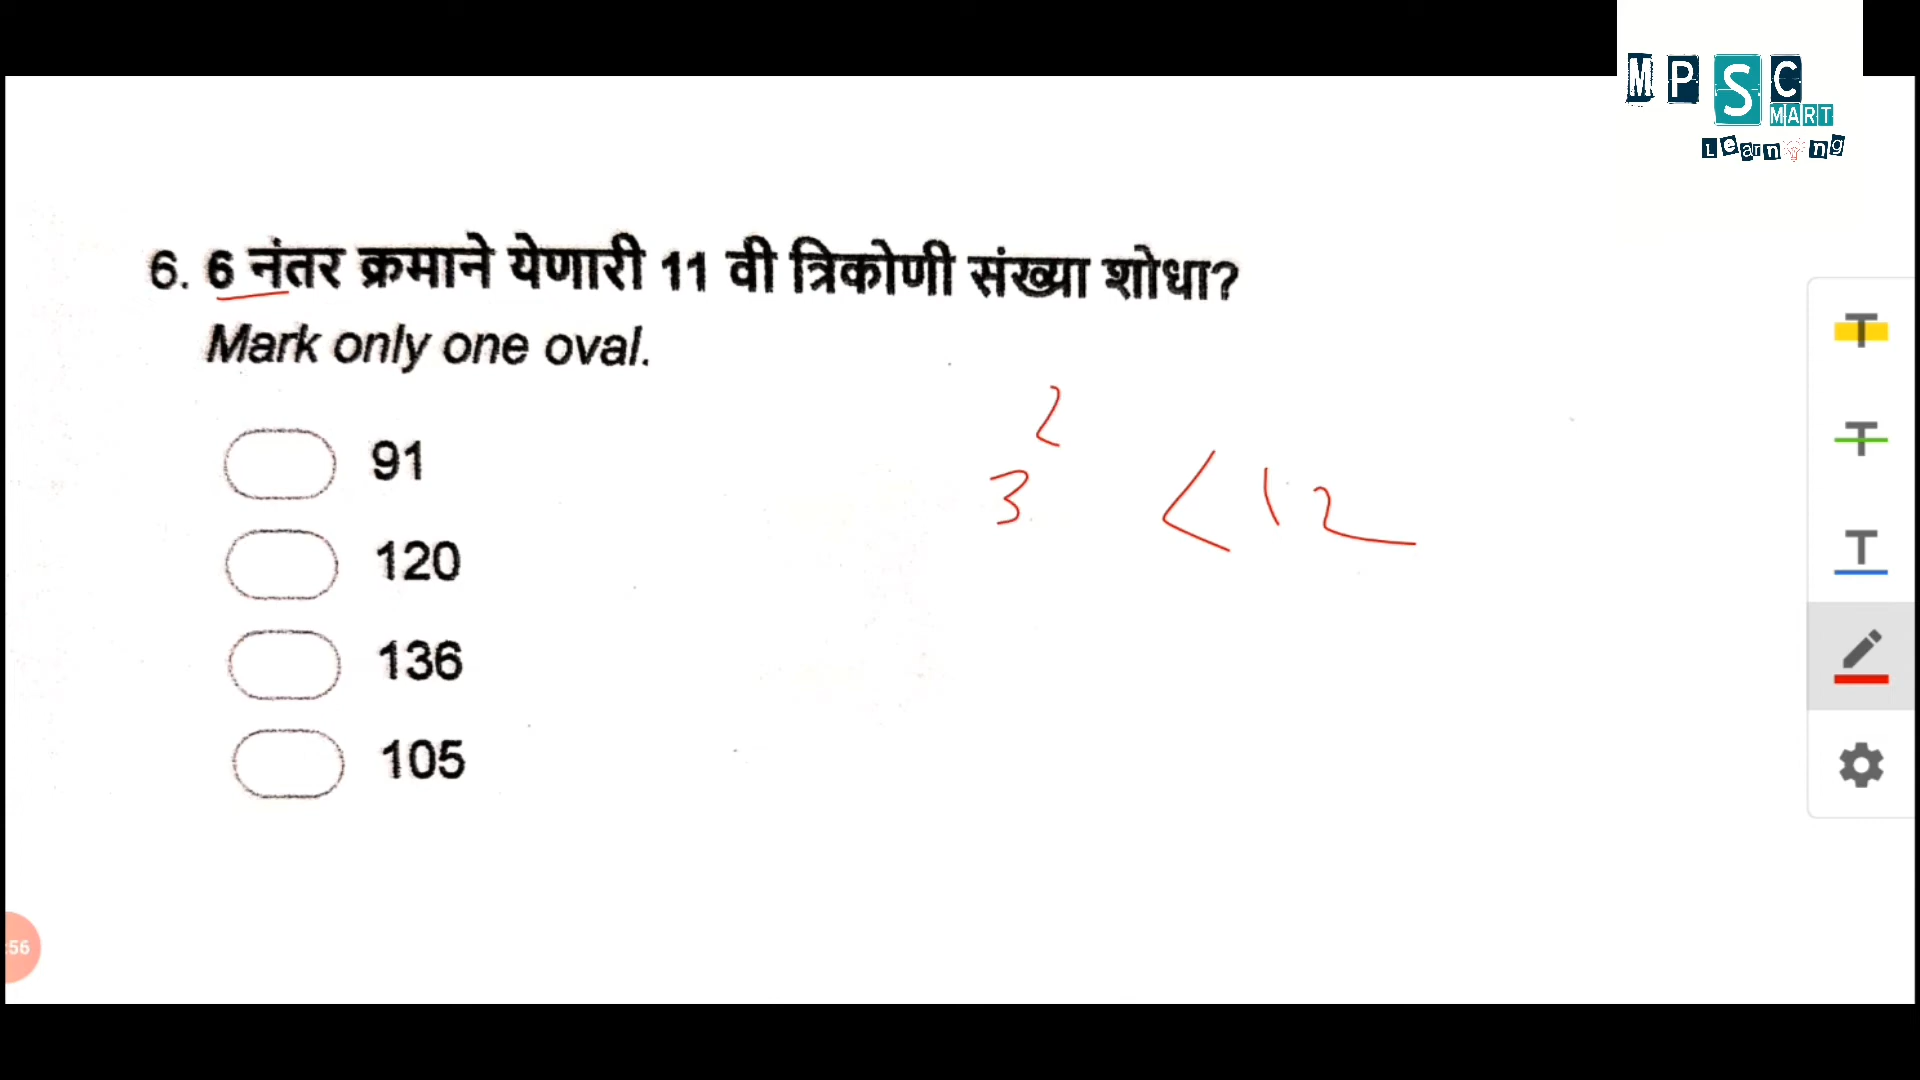 MPSC
MART
Learning
6. 6 नंतर क्रमाने येणारी 11 वी त्रिकोणी संख्या शोधा?
Mark only one oval.
2
3 < 12
91
120
136
105
:56